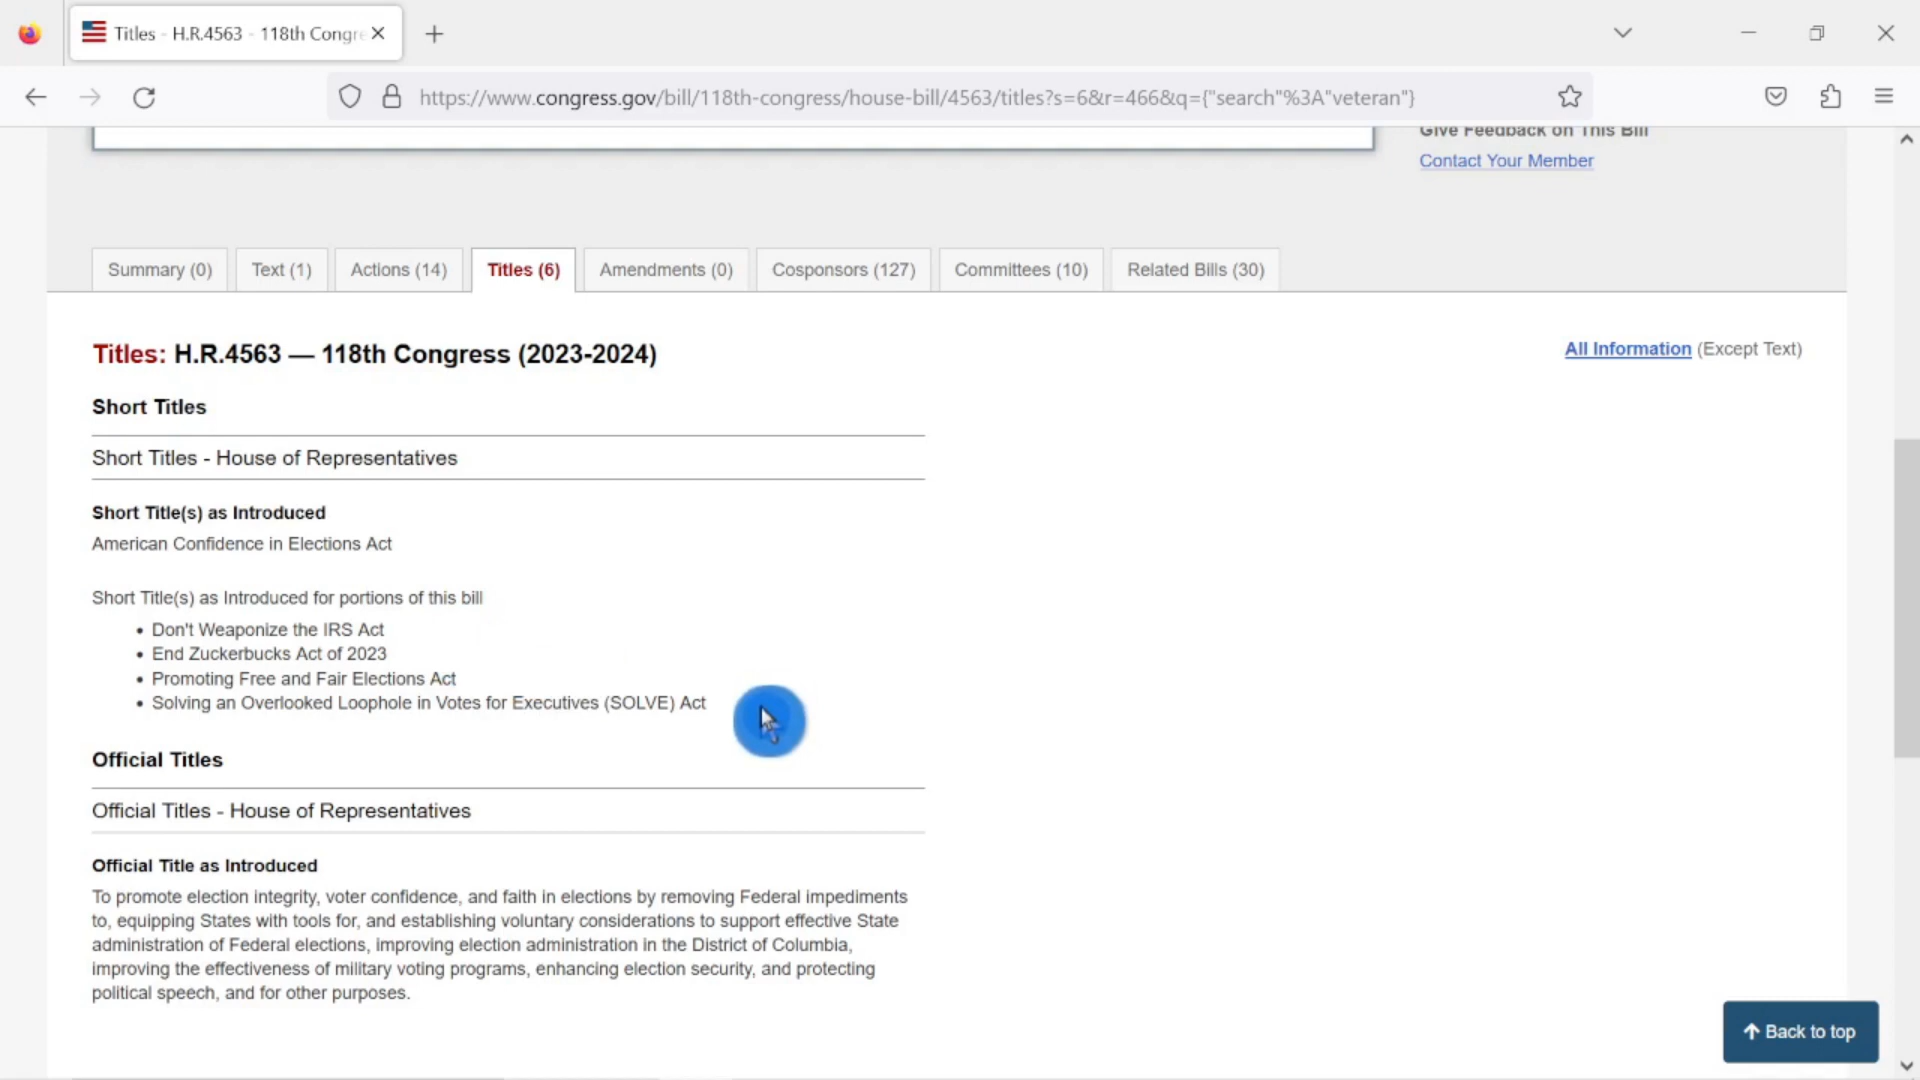 Titles - H.R.4563 - 118th Congre
https://www.congress.gov/bill/118th-congress/house-bill/4563/titles?s=6&r=466&q={"search"%3A"veteran"}
Give Feedback on This Bill
Contact Your Member
Summary (0) Text (1) Actions (14) Titles (6) Amendments (0) Cosponsors (127) Committees (10) Related Bills (30)
Titles: H.R.4563 — 118th Congress (2023-2024)
All Information (Except Text)
Short Titles
Short Titles - House of Representatives
Short Title(s) as Introduced
American Confidence in Elections Act
Short Title(s) as Introduced for portions of this bill
• Don't Weaponize the IRS Act
• End Zuckerbucks Act of 2023
• Promoting Free and Fair Elections Act
• Solving an Overlooked Loophole in Votes for Executives (SOLVE) Act
Official Titles
Official Titles - House of Representatives
Official Title as Introduced
To promote election integrity, voter confidence, and faith in elections by removing Federal impediments
to, equipping States with tools for, and establishing voluntary considerations to support effective State
administration of Federal elections, improving election administration in the District of Columbia,
improving the effectiveness of military voting programs, enhancing election security, and protecting
political speech, and for other purposes.
Back to top